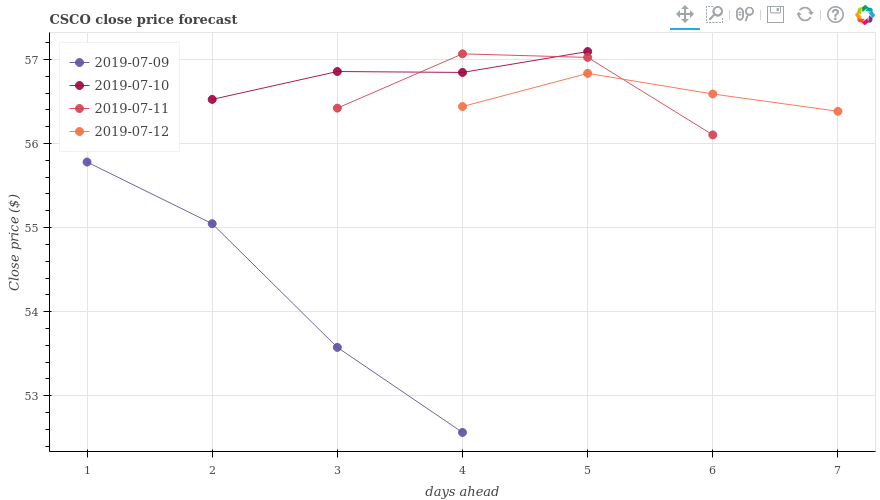 CSCO close price forecast
2019-07-09
2019-07-10
2019-07-11
2019-07-12
57
56
55
54
53
Close price ($)
1 2 3 4 5 6 7
days ahead